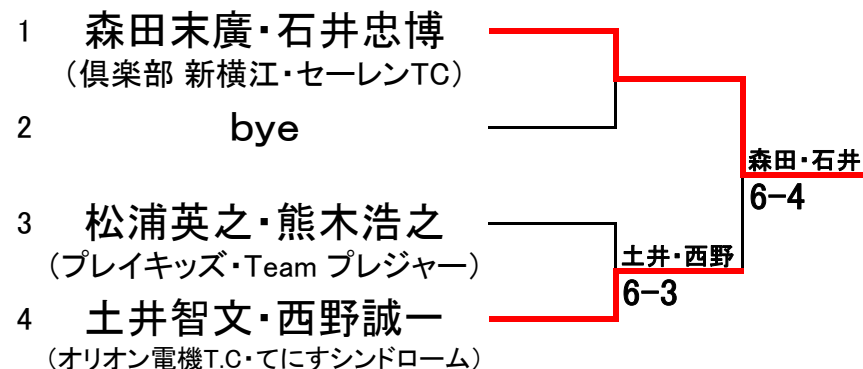 1 森田末廣・石井忠博
（倶楽部 新横江・セーレンTC）
2 bye
森田・石井
6-4
3 松浦英之・熊木浩之
（プレイキッズ・Team プレジャー）
土井・西野
6-3
4 土井智文・西野誠一
（オリオン電機T.C・てにすシンドローム）